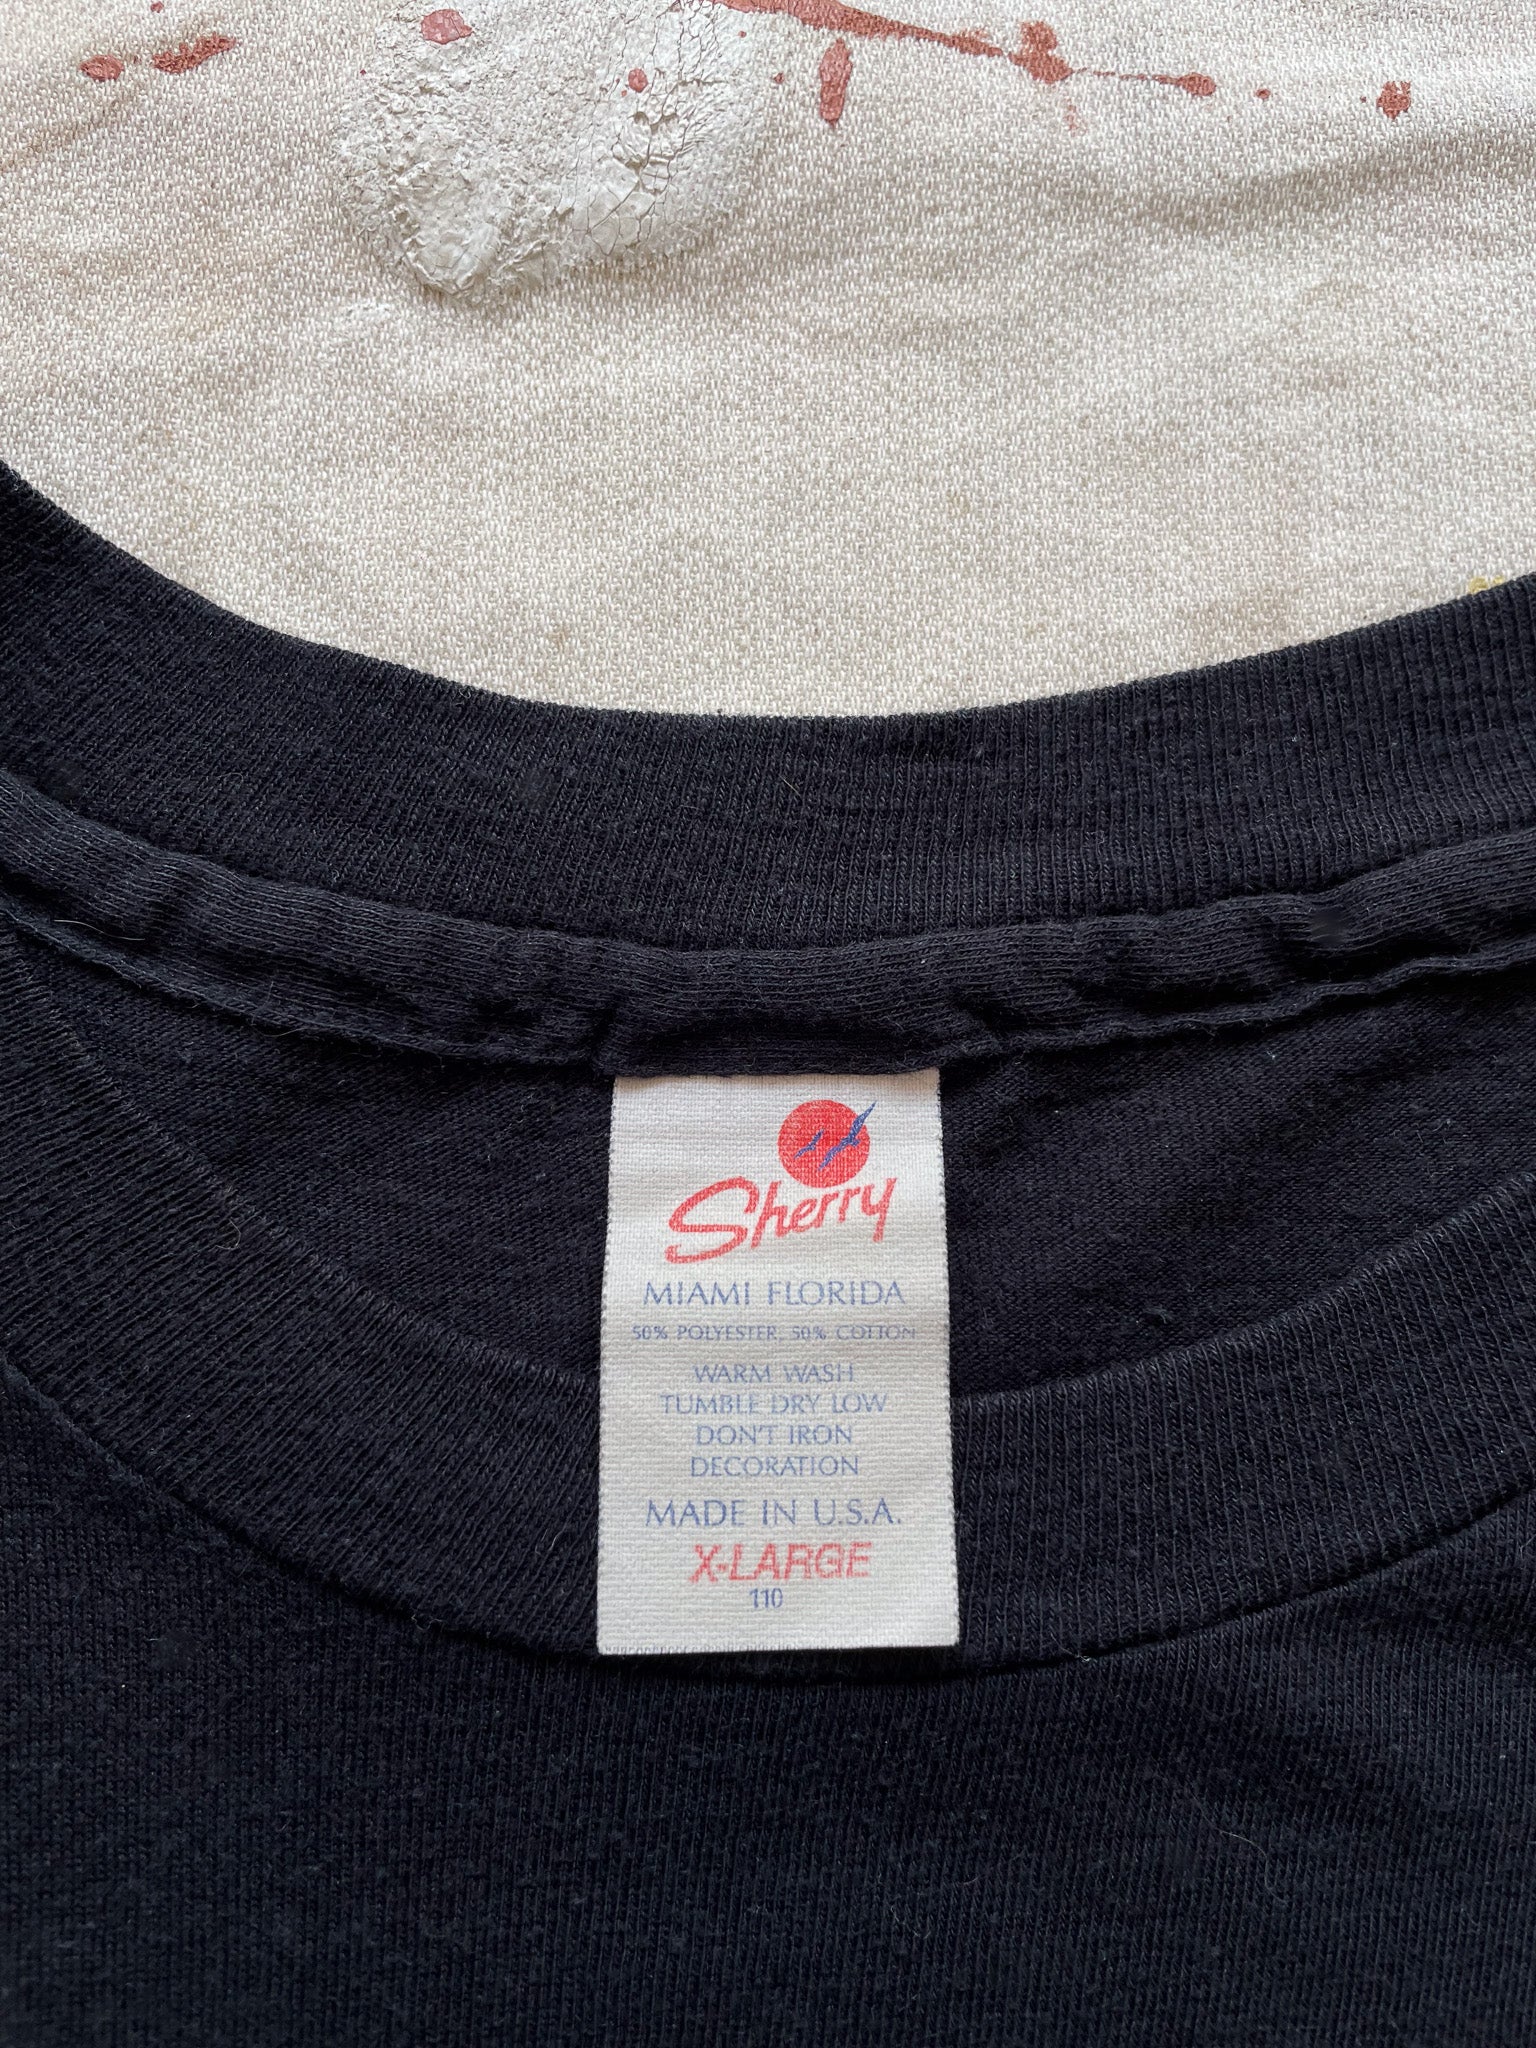 Sherry
MIAMI FLORIDA
50% POLYESTER, 50% COTTON
WARM WASH
TUMBLE DRY LOW
DON'T IRON
DECORATION
MADE IN U.S.A.
X-LARGE
110